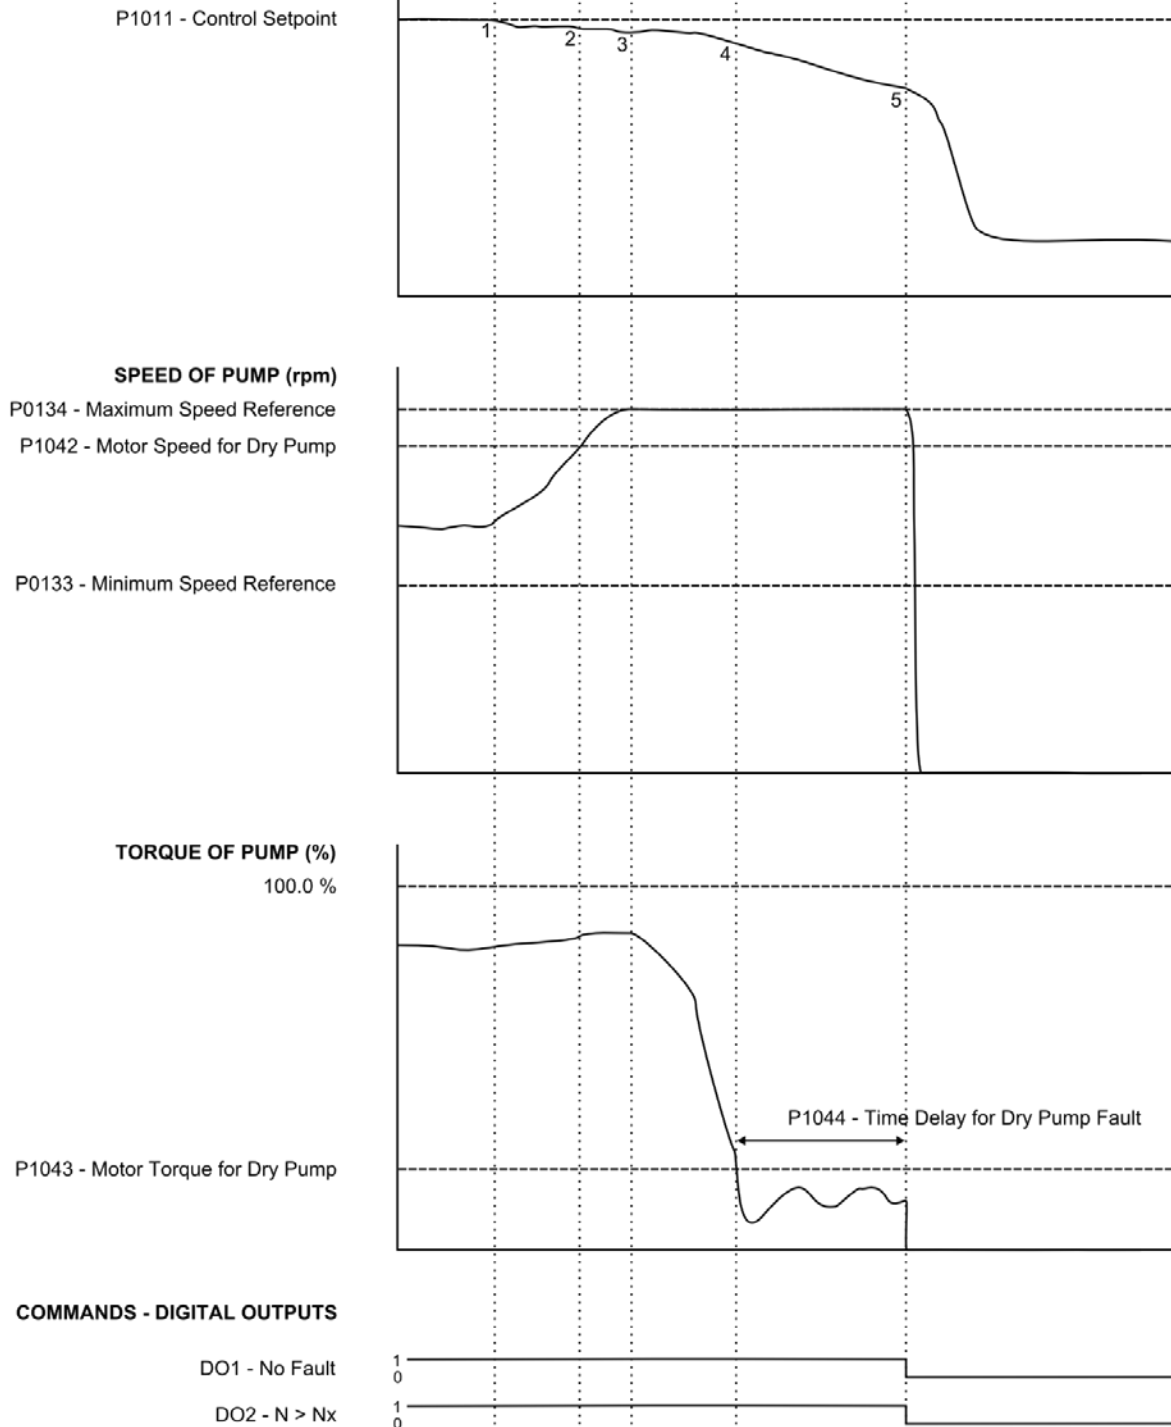 P1011 - Control Setpoint
1
2
3
4
5
SPEED OF PUMP (rpm)
P0134 - Maximum Speed Reference
P1042 - Motor Speed for Dry Pump
P0133 - Minimum Speed Reference
TORQUE OF PUMP (%)
100.0 %
P1044 - Time Delay for Dry Pump Fault
P1043 - Motor Torque for Dry Pump
COMMANDS - DIGITAL OUTPUTS
DO1 - No Fault
1
0
DO2 - N > Nx
1
0